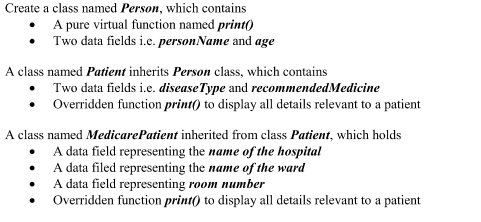 Create a class named Person, which contains
• A pure virtual function named print()
• Two data fields i.e. personName and age
A class named Patient inherits Person class, which contains
• Two data fields i.e. diseaseType and recommendedMedicine
• Overridden function print() to display all details relevant to a patient
A class named MedicarePatient inherited from class Patient, which holds
• A data field representing the name of the hospital
• A data filed representing the name of the ward
• A data field representing room number
• Overridden function print() to display all details relevant to a patient